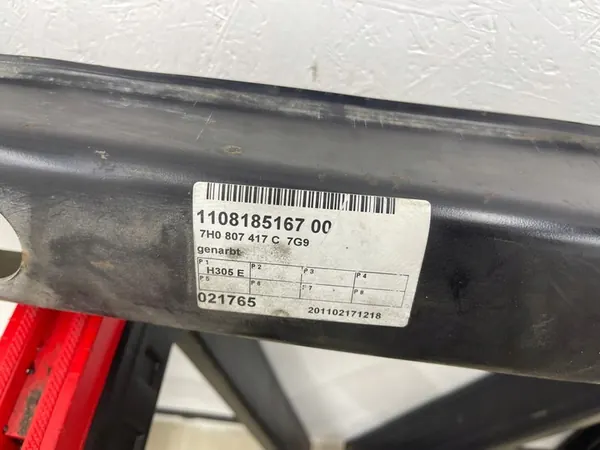 1108185167 00
7H0 807 417 C 7G9
genarbt
P 1 P 2 P 3 P 4
H305 E
P 5 P 6 P 7 P 8
021765 201102171218